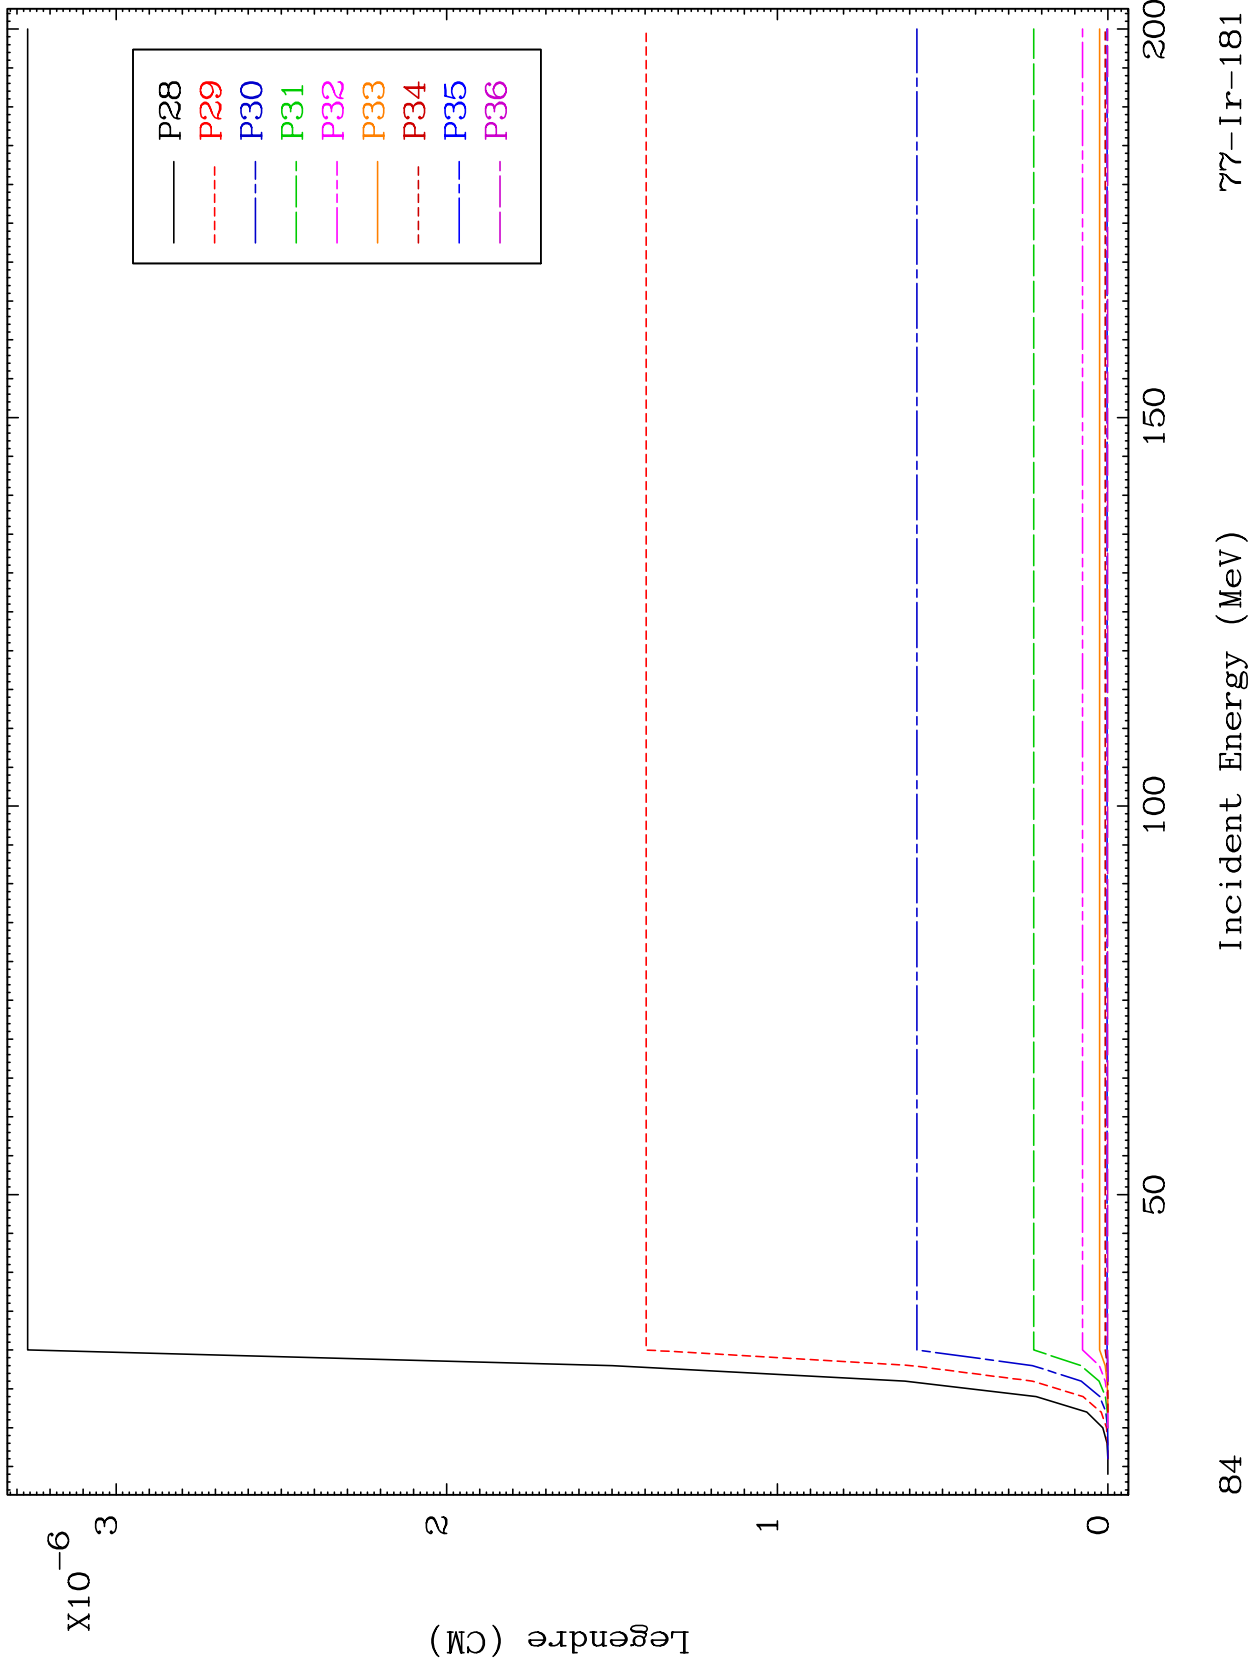 X10⁻⁶
Legendre (CM)
3
2
1
0
P28
P29
P30
P31
P32
P33
P34
P35
P36
50
100
150
200
84
Incident Energy (MeV)
77-Ir-181